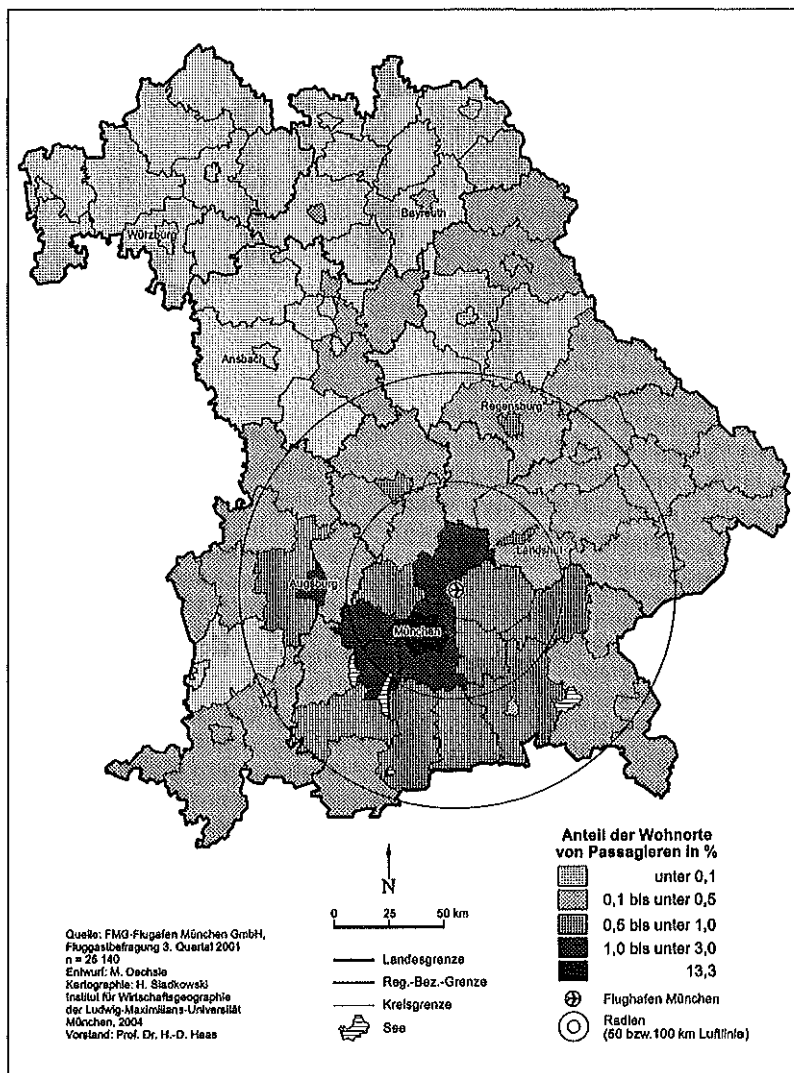 Würzburg
Bayreuth
Ansbach
Regensburg
Landshut
Augsburg
München
Anteil der Wohnorte
von Passagieren in %
unter 0,1
0,1 bis unter 0,5
0,5 bis unter 1,0
1,0 bis unter 3,0
13,3
Flughafen München
Radien
(50 bzw.100 km Luftlinie)
N
0 25 50 km
Landesgrenze
Reg.-Bez.-Grenze
Kreisgrenze
See
Quelle: FMG-Flugafen München GmbH,
Fluggastbefragung 3. Quartal 2001
n = 26 140
Entwurf: M. Oechsle
Kartographie: H. Sladkowski
Institut für Wirtschaftsgeographie
der Ludwig-Maximilians-Universität
München, 2004
Vorstand: Prof. Dr. H.-D. Haas